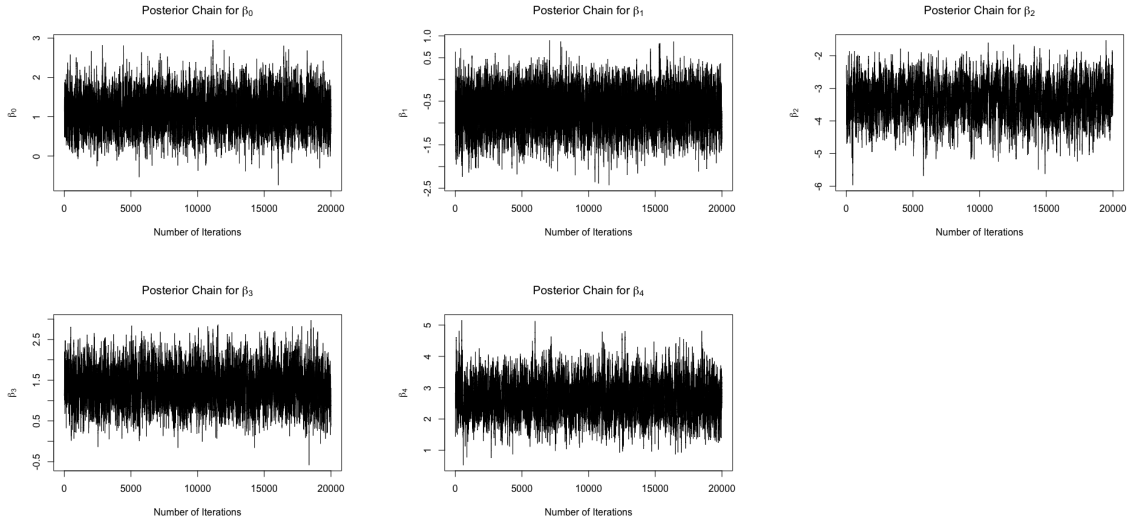 Posterior Chain for β₀
3
2
1
0
β₀
0 5000 10000 15000 20000
Number of Iterations
Posterior Chain for β₁
1.0
0.5
-0.5
-1.5
-2.5
β₁
0 5000 10000 15000 20000
Number of Iterations
Posterior Chain for β₂
-2
-3
-4
-5
-6
β₂
0 5000 10000 15000 20000
Number of Iterations
Posterior Chain for β₃
2.5
1.5
0.5
-0.5
β₃
0 5000 10000 15000 20000
Number of Iterations
Posterior Chain for β₄
5
4
3
2
1
β₄
0 5000 10000 15000 20000
Number of Iterations